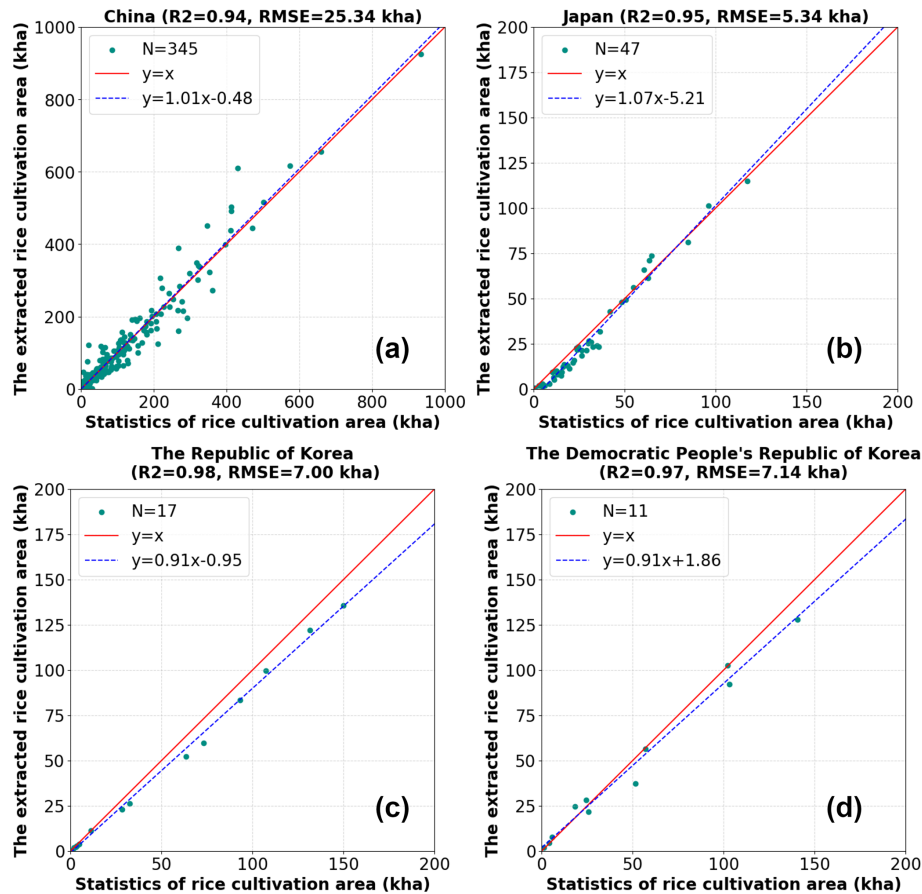 China (R2=0.94, RMSE=25.34 kha)
The extracted rice cultivation area (kha)
1000
800
600
400
200
0
N=345
y=x
y=1.01x-0.48
(a)
0 200 400 600 800 1000
Statistics of rice cultivation area (kha)
Japan (R2=0.95, RMSE=5.34 kha)
The extracted rice cultivation area (kha)
200
175
150
125
100
75
50
25
0
N=47
y=x
y=1.07x-5.21
(b)
0 50 100 150 200
Statistics of rice cultivation area (kha)
The Republic of Korea
(R2=0.98, RMSE=7.00 kha)
The extracted rice cultivation area (kha)
200
175
150
125
100
75
50
25
0
N=17
y=x
y=0.91x-0.95
(c)
0 50 100 150 200
Statistics of rice cultivation area (kha)
The Democratic People's Republic of Korea
(R2=0.97, RMSE=7.14 kha)
The extracted rice cultivation area (kha)
200
175
150
125
100
75
50
25
0
N=11
y=x
y=0.91x+1.86
(d)
0 50 100 150 200
Statistics of rice cultivation area (kha)